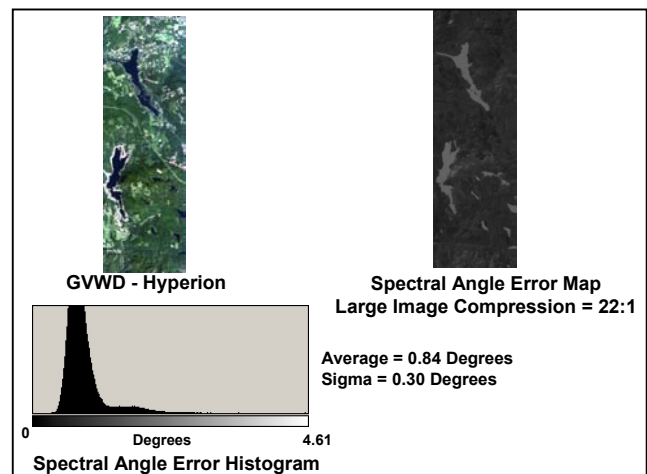 GVWD - Hyperion
Spectral Angle Error Map
Large Image Compression = 22:1
Average = 0.84 Degrees
Sigma = 0.30 Degrees
0
Degrees
4.61
Spectral Angle Error Histogram